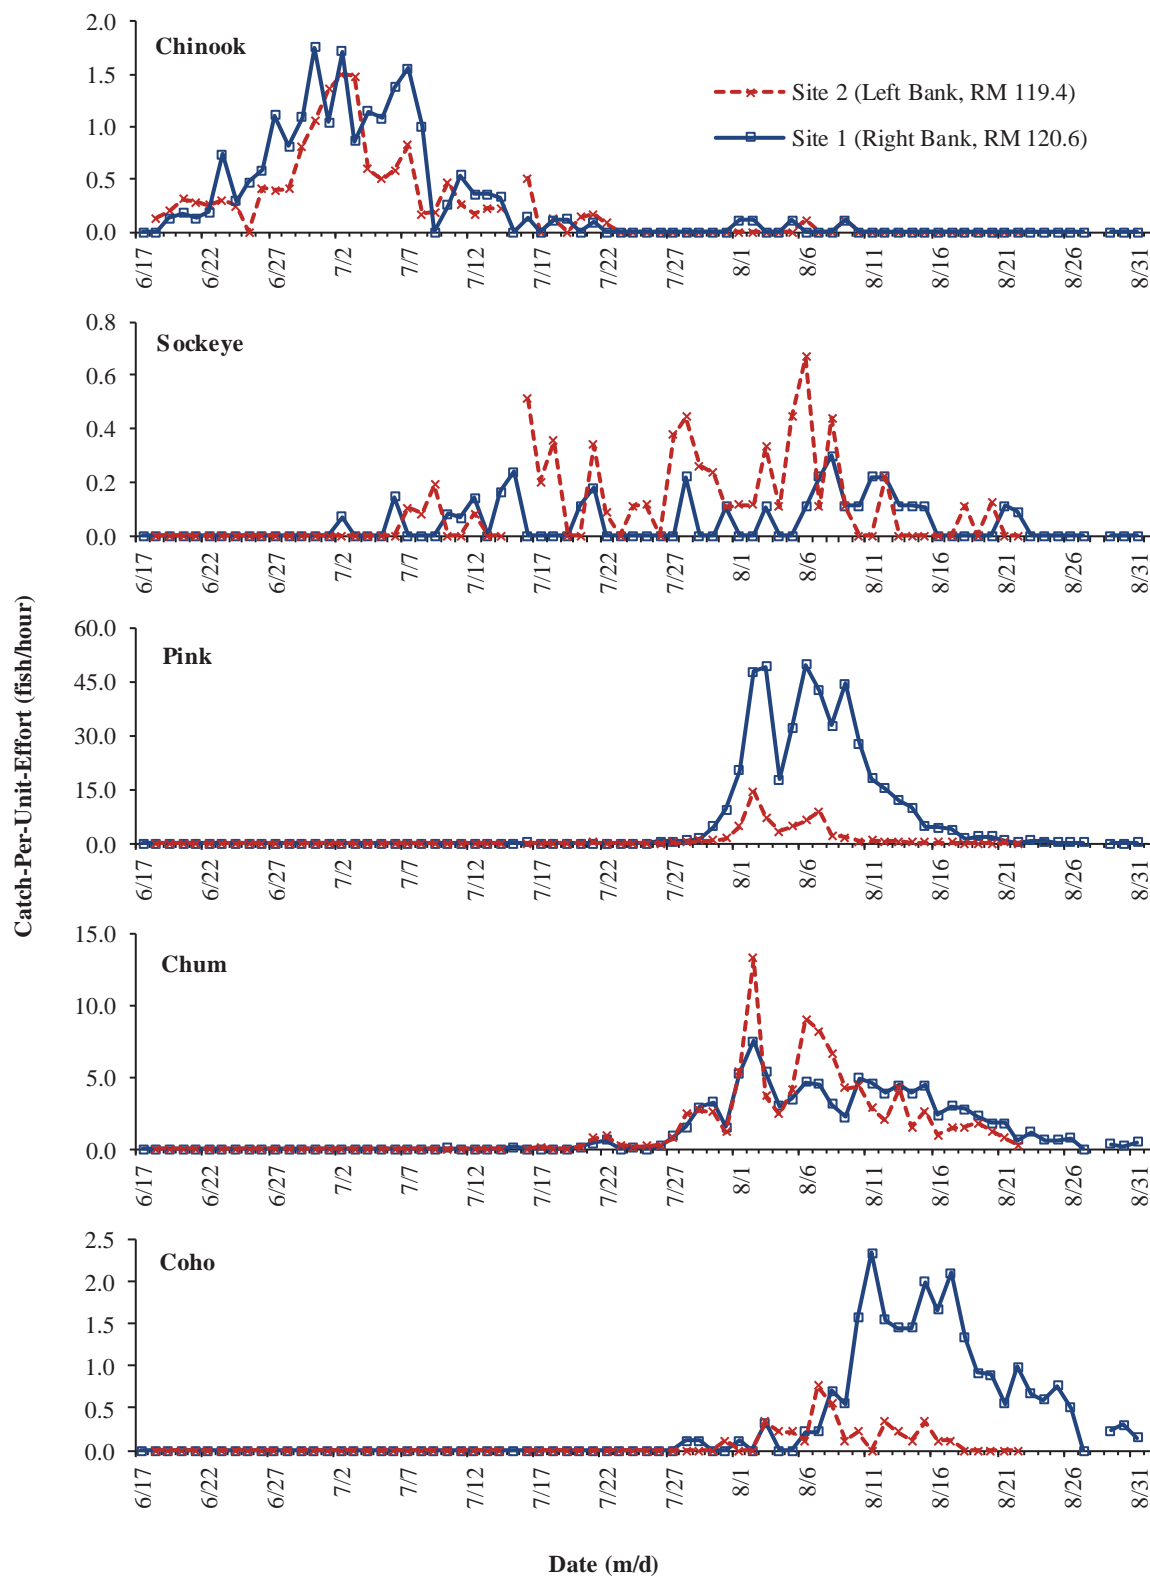 Chinook
Site 2 (Left Bank, RM 119.4)
Site 1 (Right Bank, RM 120.6)
2.0
1.5
1.0
0.5
0.0
6/17 6/22 6/27 7/2 7/7 7/12 7/17 7/22 7/27 8/1 8/6 8/11 8/16 8/21 8/26 8/31
Sockeye
0.8
0.6
0.4
0.2
0.0
6/17 6/22 6/27 7/2 7/7 7/12 7/17 7/22 7/27 8/1 8/6 8/11 8/16 8/21 8/26 8/31
Catch-Per-Unit-Effort (fish/hour)
Pink
60.0
45.0
30.0
15.0
0.0
6/17 6/22 6/27 7/2 7/7 7/12 7/17 7/22 7/27 8/1 8/6 8/11 8/16 8/21 8/26 8/31
Chum
15.0
10.0
5.0
0.0
6/17 6/22 6/27 7/2 7/7 7/12 7/17 7/22 7/27 8/1 8/6 8/11 8/16 8/21 8/26 8/31
Coho
2.5
2.0
1.5
1.0
0.5
0.0
6/17 6/22 6/27 7/2 7/7 7/12 7/17 7/22 7/27 8/1 8/6 8/11 8/16 8/21 8/26 8/31
Date (m/d)